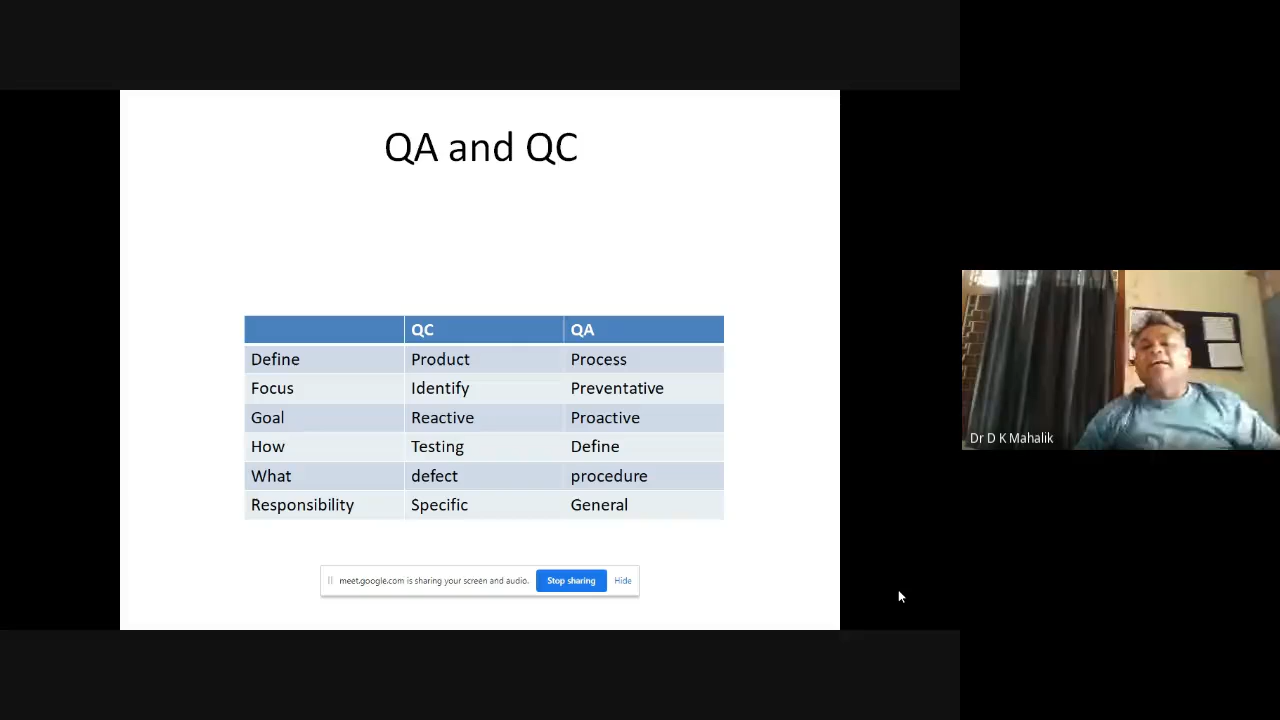 QA and QC
QC QA
Define Product Process
Focus Identify Preventative
Goal Reactive Proactive
How Testing Define
What defect procedure
Responsibility Specific General
meet.google.com is sharing your screen and audio. Stop sharing Hide
Dr D K Mahalik